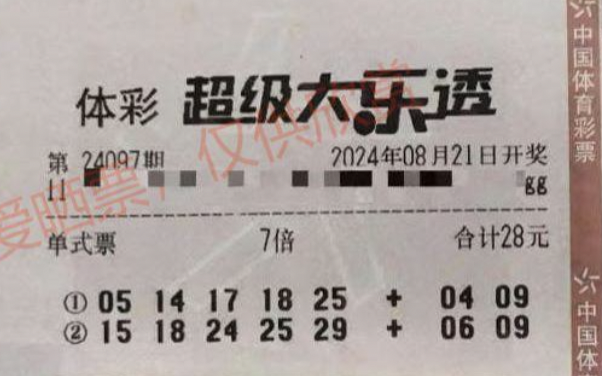 体彩 超级大乐透
第 24097期 2024年08月21日开奖
gg
单式票 7倍 合计28元
① 05 14 17 18 25 + 04 09
② 15 18 24 25 29 + 06 09
中国体育彩票
中国体
爱晒票，仅供欣赏